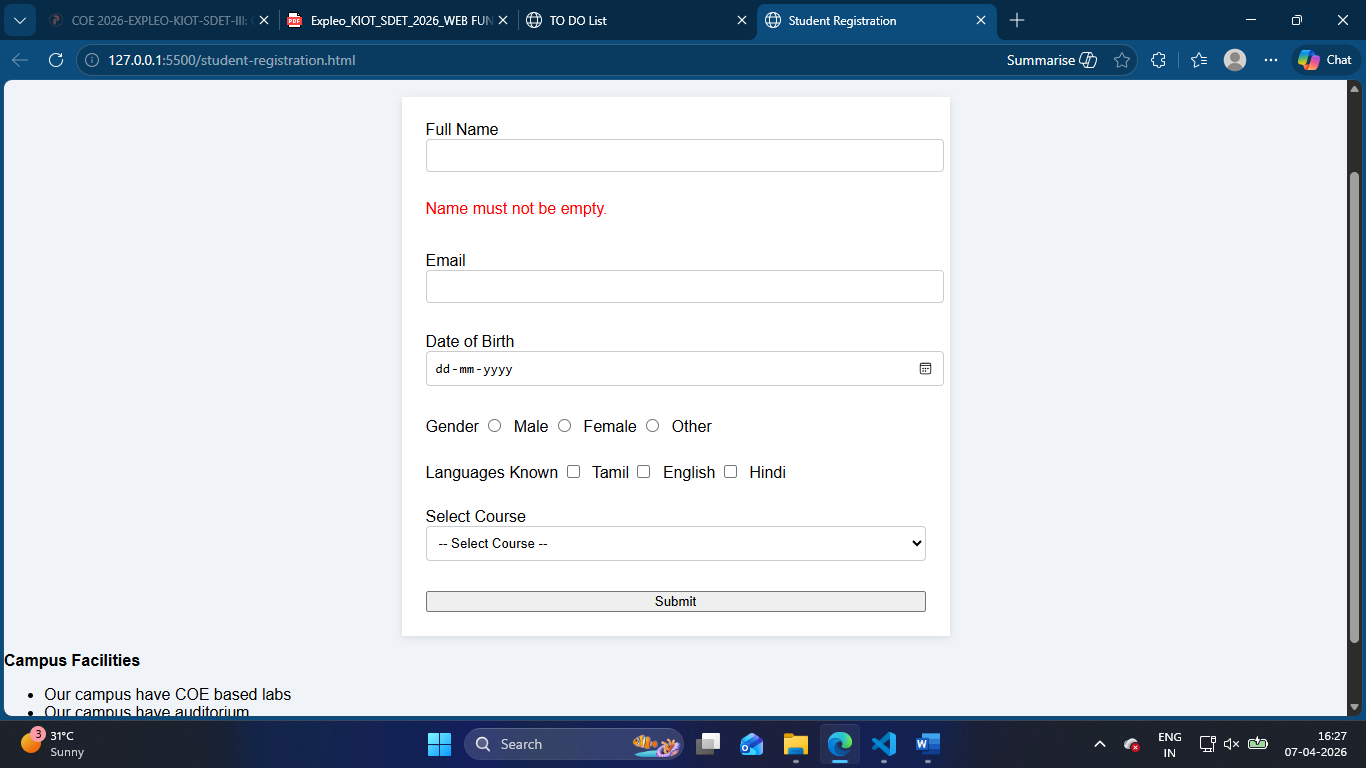 COE 2026-EXPLEO-KIOT-SDET-III:
Expleo_KIOT_SDET_2026_WEB FUN
TO DO List
Student Registration
127.0.0.1:5500/student-registration.html
Summarise
Chat
Full Name
Name must not be empty.
Email
Date of Birth
dd-mm-yyyy
Gender Male Female Other
Languages Known Tamil English Hindi
Select Course
-- Select Course --
Submit
Campus Facilities
Our campus have COE based labs
Our campus have auditorium
3
31°C
Sunny
Search
ENG
IN
16:27
07-04-2026